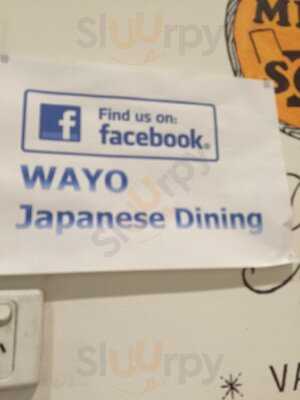 Find us on:
facebook®
WAYO
Japanese Dining